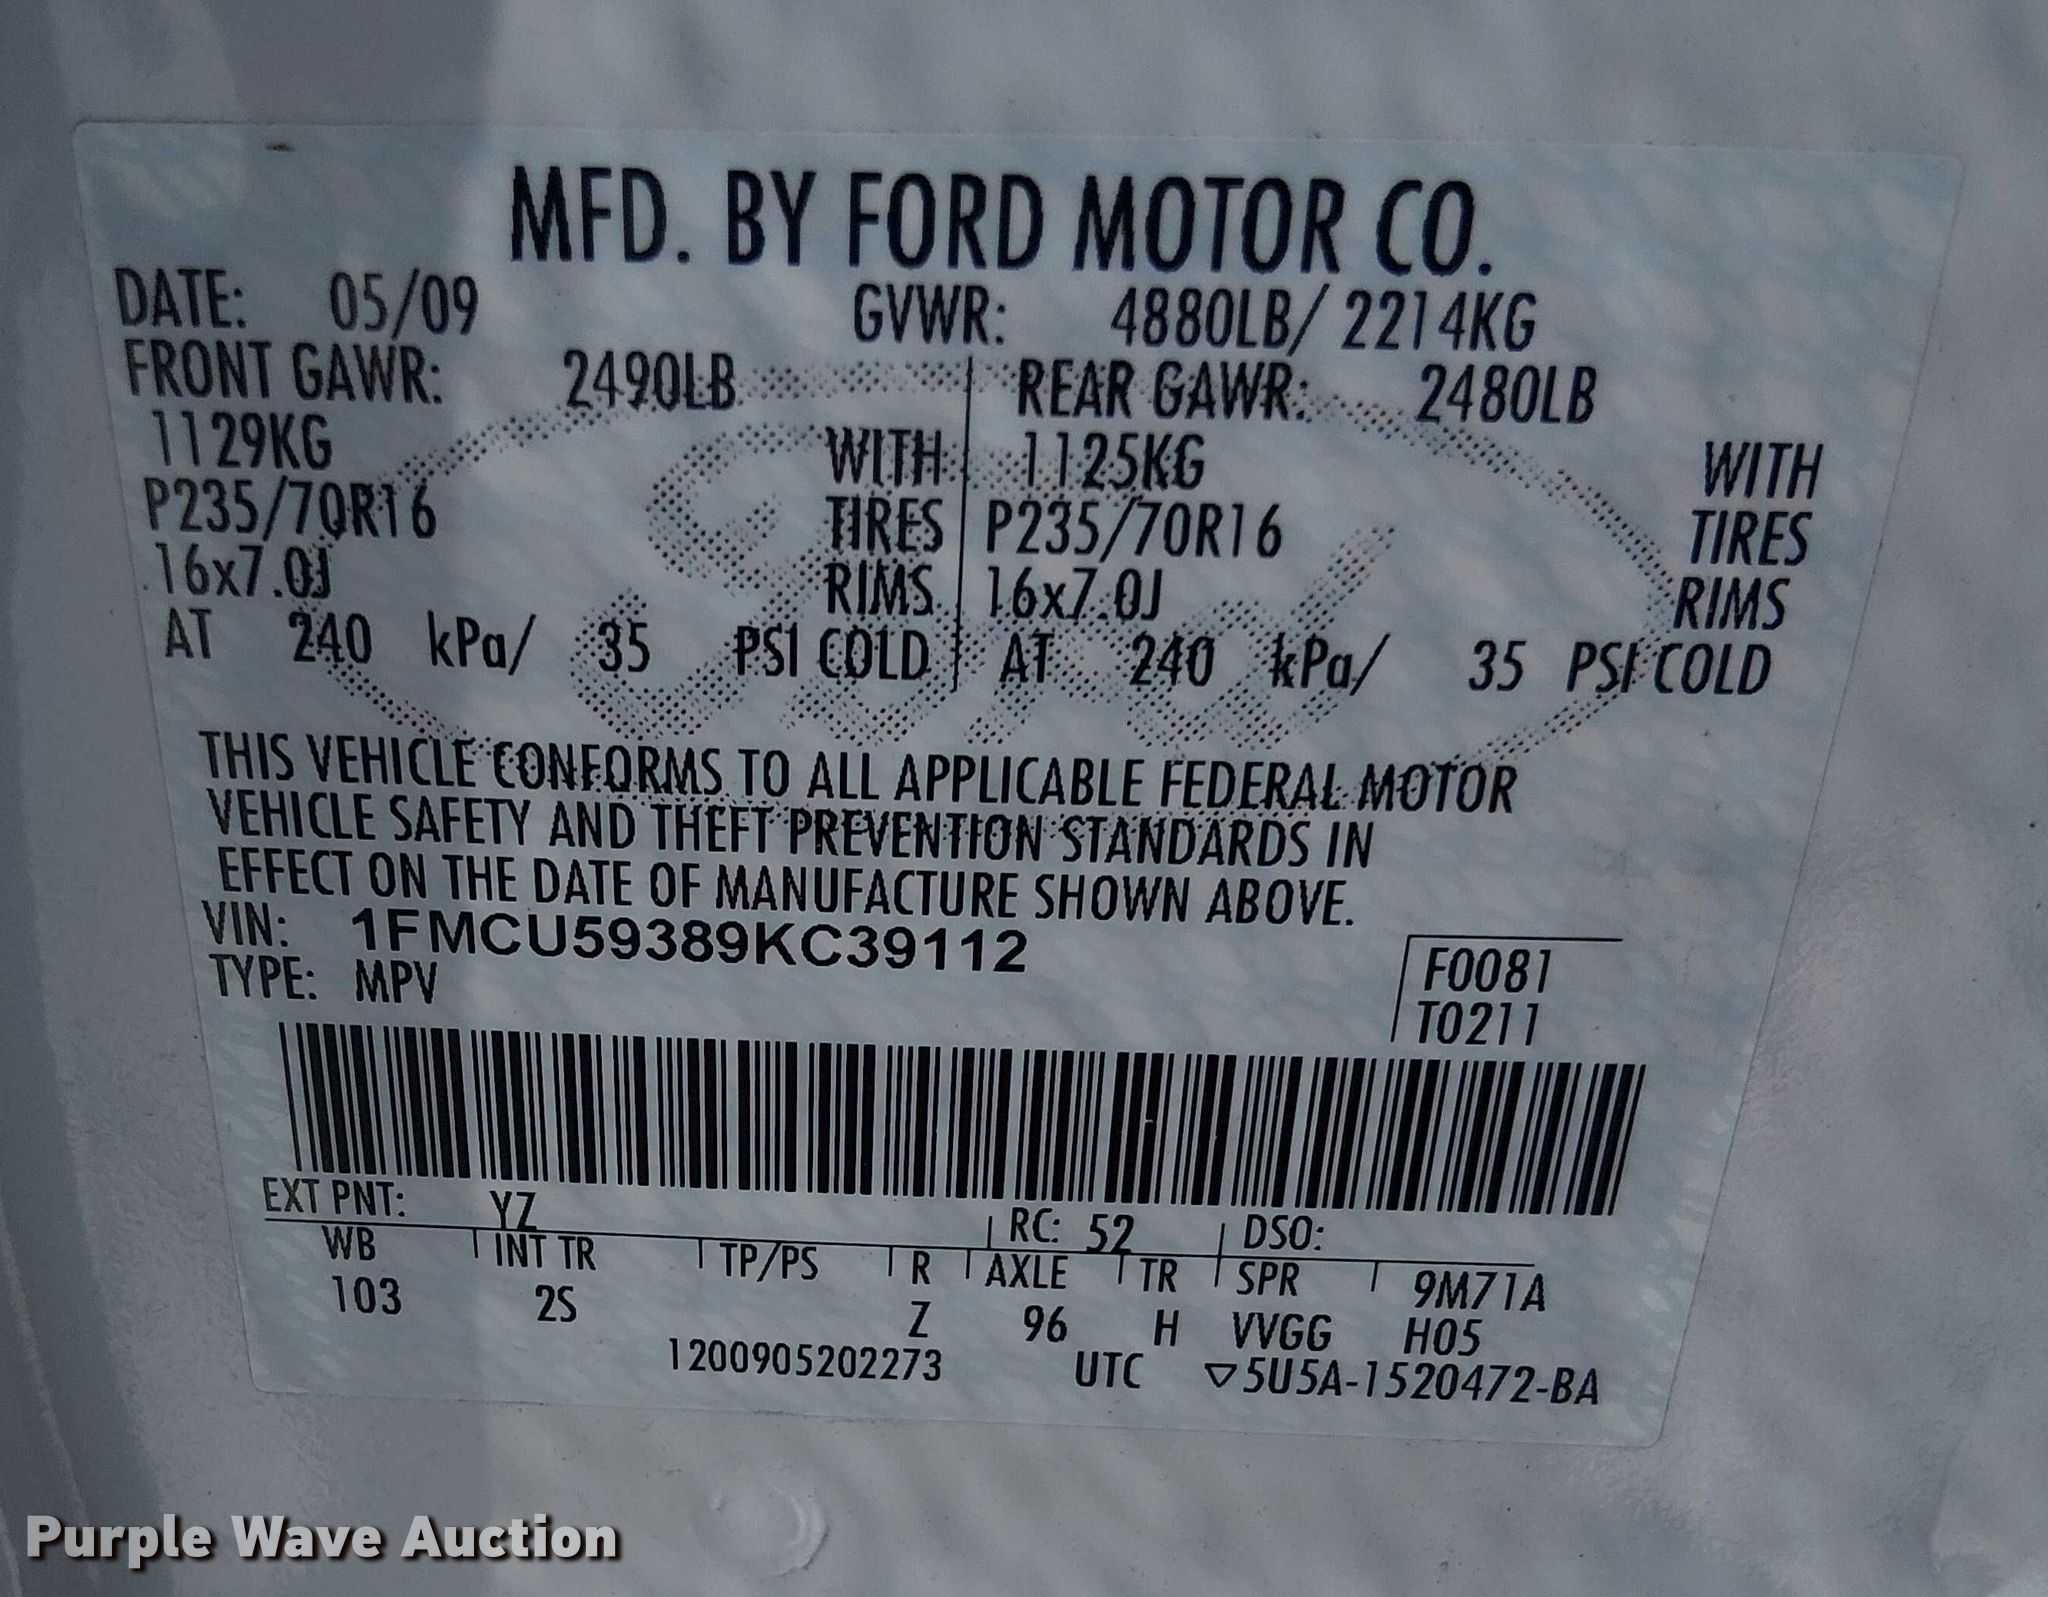 MFD. BY FORD MOTOR CO.
DATE: 05/09 GVWR: 4880LB/ 2214KG
FRONT GAWR: 2490LB REAR GAWR: 2480LB
1129KG WITH 1125KG WITH
P235/70R16 TIRES P235/70R16 TIRES
16x7.0J RIMS 16x7.0J RIMS
AT 240 kPa/ 35 PSI COLD AT 240 kPa/ 35 PSI COLD
THIS VEHICLE CONFORMS TO ALL APPLICABLE FEDERAL MOTOR
VEHICLE SAFETY AND THEFT PREVENTION STANDARDS IN
EFFECT ON THE DATE OF MANUFACTURE SHOWN ABOVE.
VIN: 1FMCU59389KC39112
TYPE: MPV
F0081
T0211
EXT PNT: YZ RC: 52 DSO:
WB INT TR TP/PS R AXLE TR SPR 9M71A
103 2S Z 96 H VVGG H05
1200905202273 UTC ▽5U5A-1520472-BA
Purple Wave Auction